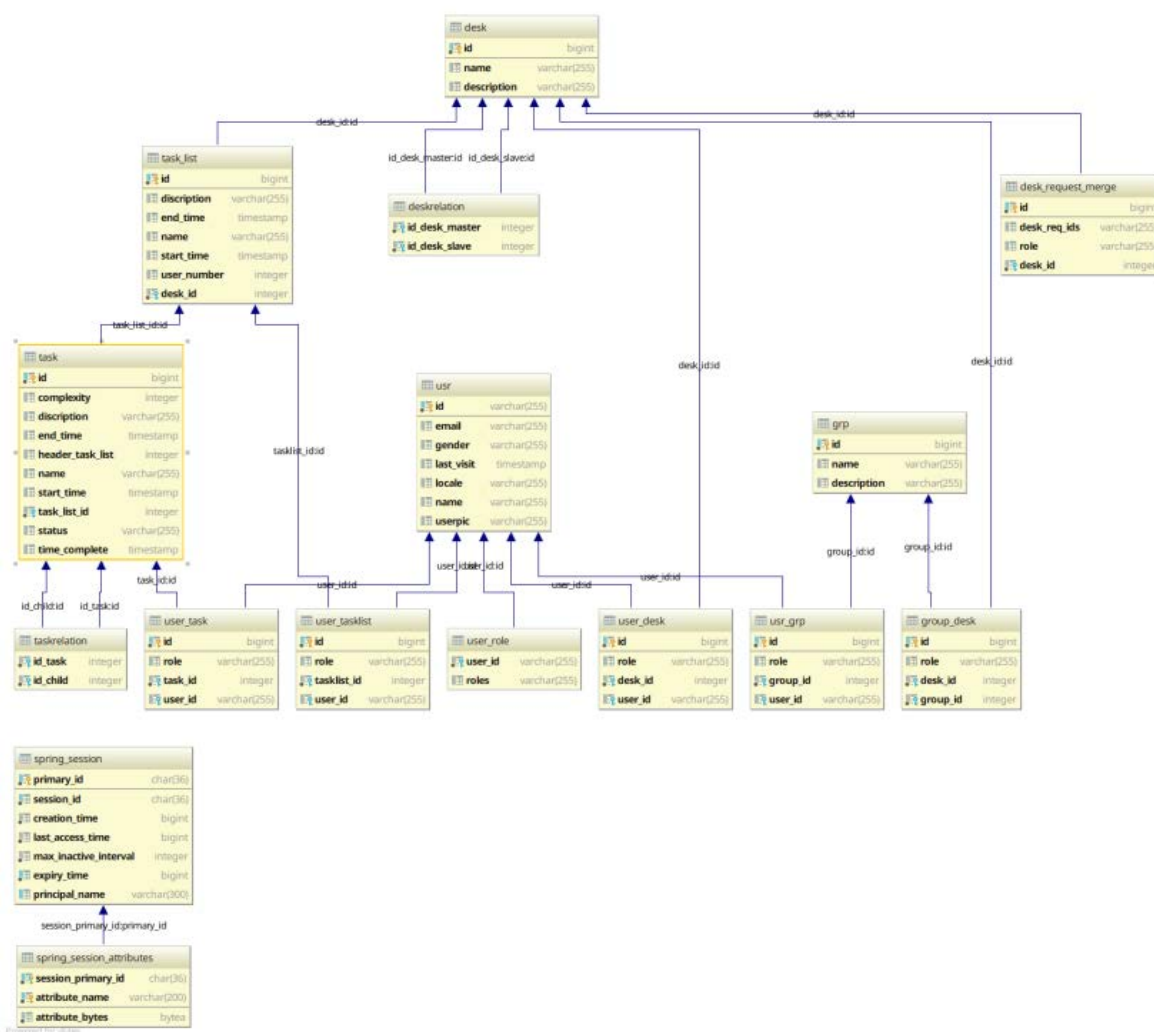 desk
id bigint
name varchar(255)
description varchar(255)
desk_id:id
desk_id:id
id_desk_master:id id_desk_slave:id
task_list
id bigint
discription varchar(255)
end_time timestamp
name varchar(255)
start_time timestamp
user_number integer
desk_id integer
deskrelation
id_desk_master integer
id_desk_slave integer
desk_request_merge
id bigint
desk_req_ids varchar(255)
role varchar(255)
desk_id integer
task_list_id:id
desk_id:id
desk_id:id
task
id bigint
complexity integer
discription varchar(255)
end_time timestamp
header_task_list integer
name varchar(255)
start_time timestamp
task_list_id integer
status varchar(255)
time_complete timestamp
tasklist_id:id
usr
id varchar(255)
email varchar(255)
gender varchar(255)
last_visit timestamp
locale varchar(255)
name varchar(255)
userpic varchar(255)
grp
id bigint
name varchar(255)
description varchar(255)
group_id:id
group_id:id
id_child:id
id_task:id
task_id:id
user_id:id
user_id:id
user_id:id
user_id:id
taskrelation
id_task integer
id_child integer
user_task
id bigint
role varchar(255)
task_id integer
user_id varchar(255)
user_tasklist
id bigint
role varchar(255)
tasklist_id integer
user_id varchar(255)
user_role
user_id varchar(255)
roles varchar(255)
user_desk
id bigint
role varchar(255)
desk_id integer
user_id varchar(255)
usr_grp
id bigint
role varchar(255)
group_id integer
user_id varchar(255)
group_desk
id bigint
role varchar(255)
desk_id integer
group_id integer
spring_session
primary_id char(36)
session_id char(36)
creation_time bigint
last_access_time bigint
max_inactive_interval integer
expiry_time bigint
principal_name varchar(300)
session_primary_id:primary_id
spring_session_attributes
session_primary_id char(36)
attribute_name varchar(200)
attribute_bytes bytea